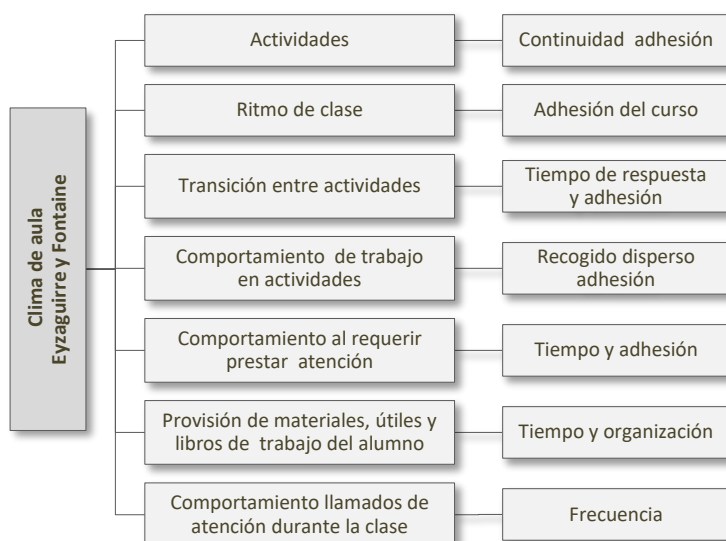 Clima de aula
Eyzaguirre y Fontaine
Actividades
Continuidad adhesión
Ritmo de clase
Adhesión del curso
Transición entre actividades
Tiempo de respuesta
y adhesión
Comportamiento de trabajo
en actividades
Recogido disperso
adhesión
Comportamiento al requerir
prestar atención
Tiempo y adhesión
Provisión de materiales, útiles y
libros de trabajo del alumno
Tiempo y organización
Comportamiento llamados de
atención durante la clase
Frecuencia